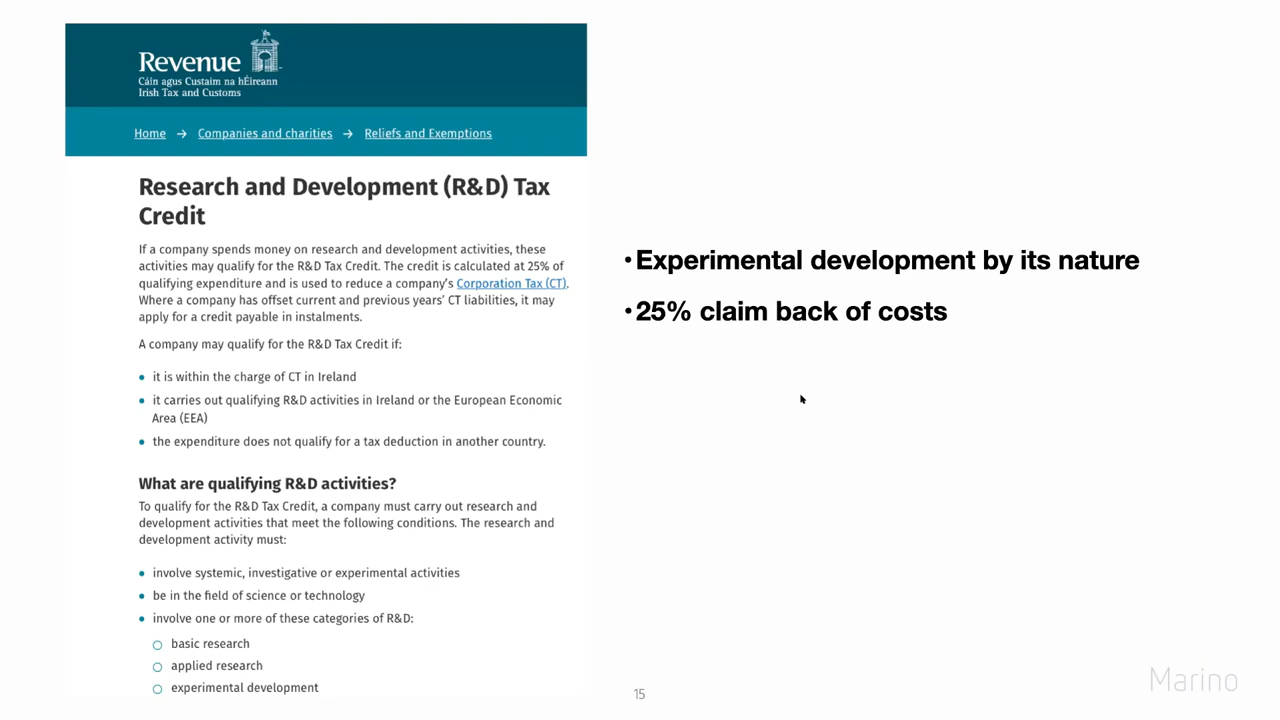 Revenue
Cáin agus Custaim na hÉireann
Irish Tax and Customs
Home → Companies and charities → Reliefs and Exemptions
Research and Development (R&D) Tax
Credit
If a company spends money on research and development activities, these
activities may qualify for the R&D Tax Credit. The credit is calculated at 25% of
qualifying expenditure and is used to reduce a company's Corporation Tax (CT).
Where a company has offset current and previous years' CT liabilities, it may
apply for a credit payable in instalments.
A company may qualify for the R&D Tax Credit if:
• it is within the charge of CT in Ireland
• it carries out qualifying R&D activities in Ireland or the European Economic
Area (EEA)
• the expenditure does not qualify for a tax deduction in another country.
What are qualifying R&D activities?
To qualify for the R&D Tax Credit, a company must carry out research and
development activities that meet the following conditions. The research and
development activity must:
• involve systemic, investigative or experimental activities
• be in the field of science or technology
• involve one or more of these categories of R&D:
○ basic research
○ applied research
○ experimental development
• Experimental development by its nature
• 25% claim back of costs
15
Marino